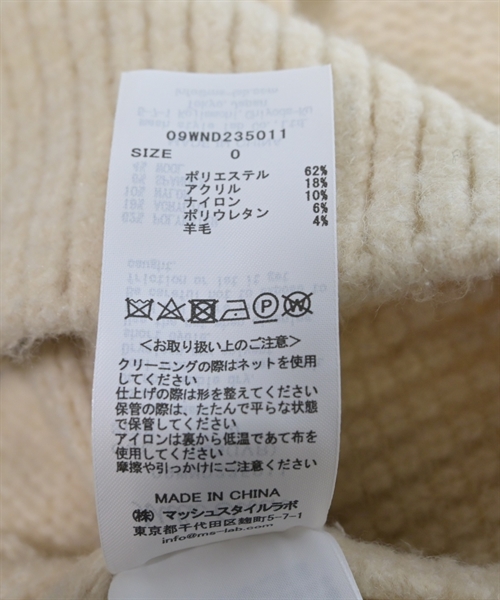 09WND235011
SIZE 0
ポリエステル 62%
アクリル 18%
ナイロン 10%
ポリウレタン 6%
羊毛 4%
<お取り扱い上のご注意>
クリーニングの際はネットを使用
してください
仕上げの際は形を整えてください
保管の際は、たたんで平らな状態
で保管してください
アイロンは裏から低温であて布を
使用してください
摩擦や引っかけにご注意ください
MADE IN CHINA
(株)マッシュスタイルラボ
東京都千代田区麹町5-7-1
info@ms-lab.com